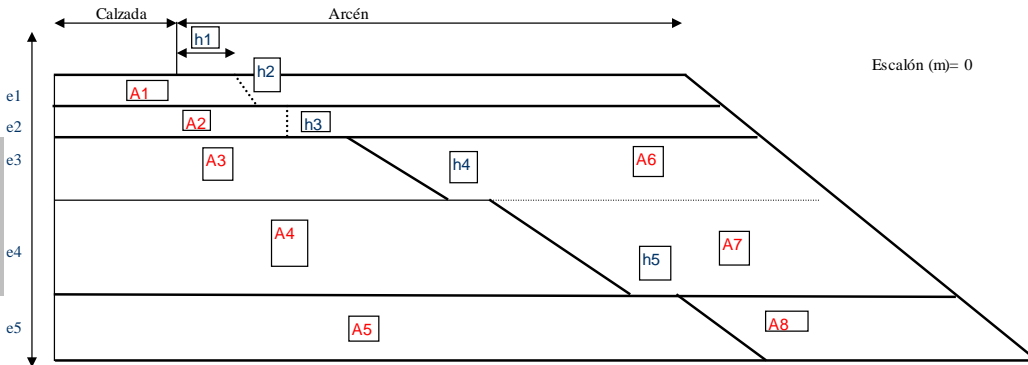 Calzada
Arcén
h1
h2
Escalón (m)= 0
e1
A1
e2
A2
h3
e3
A3
h4
A6
e4
A4
h5
A7
e5
A5
A8